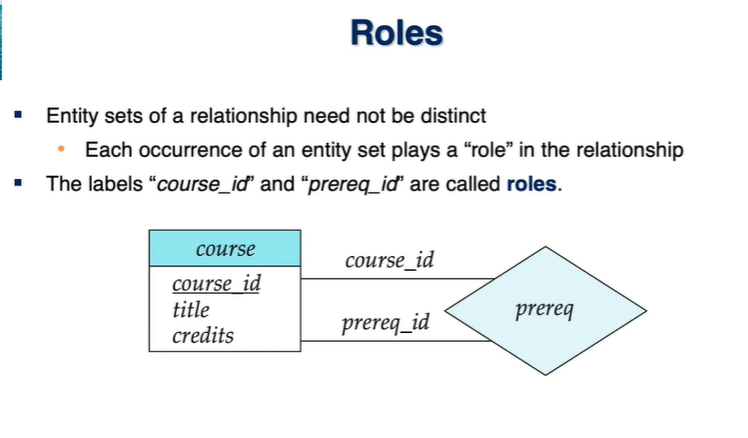 Roles
Entity sets of a relationship need not be distinct
Each occurrence of an entity set plays a “role” in the relationship
The labels “course_id” and “prereq_id” are called roles.
course
course_id
title
credits
course_id
prereq_id
prereq